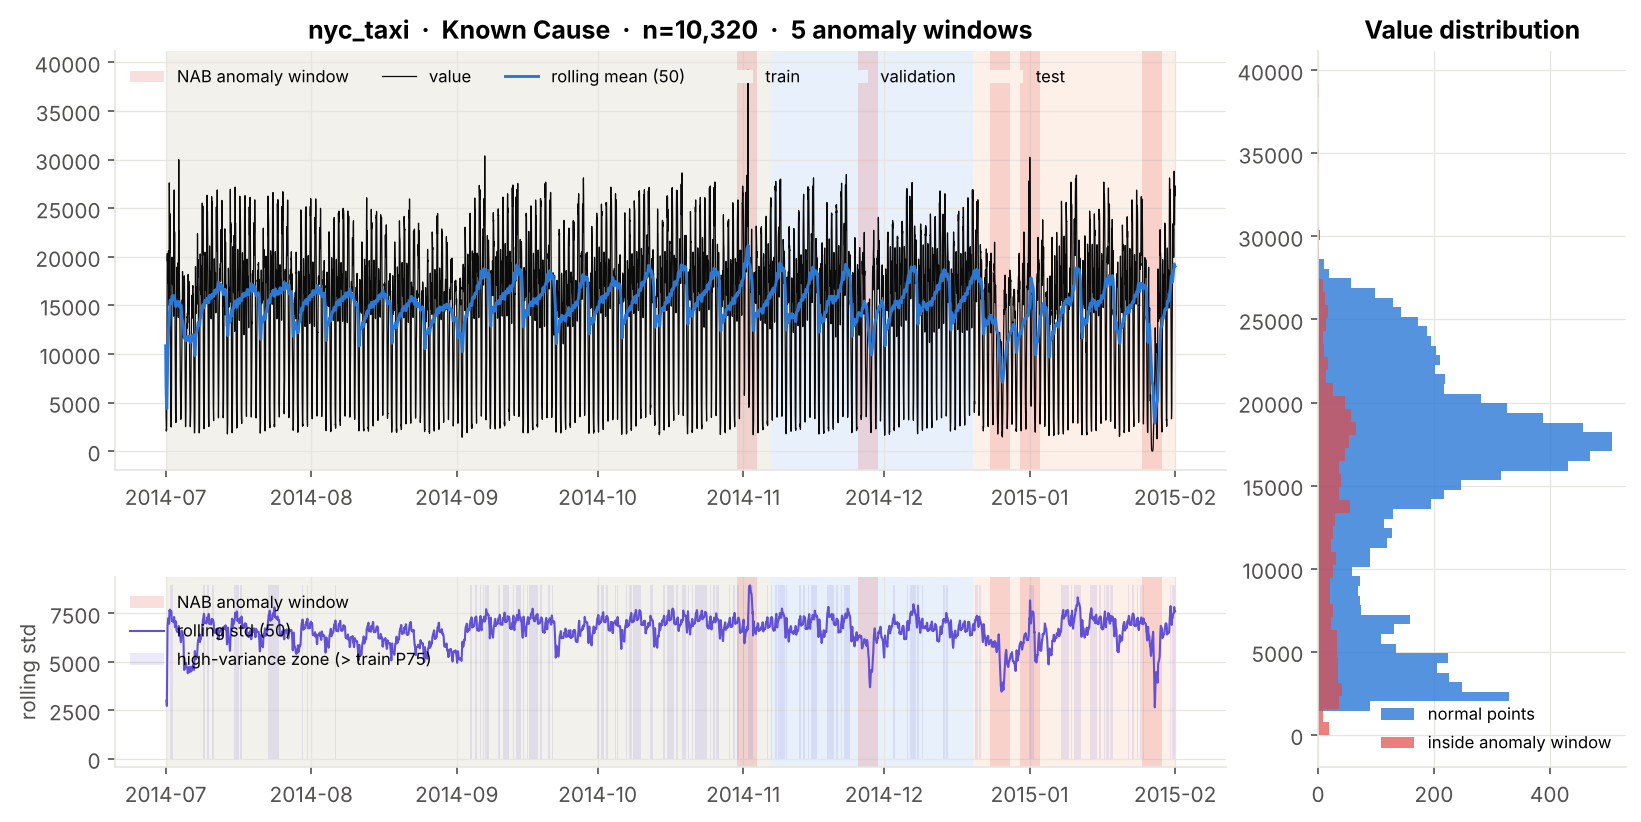 nyc_taxi · Known Cause · n=10,320 · 5 anomaly windows
NAB anomaly window value rolling mean (50) train validation test
40000
35000
30000
25000
20000
15000
10000
5000
0
2014-07 2014-08 2014-09 2014-10 2014-11 2014-12 2015-01 2015-02
rolling std
NAB anomaly window
rolling std (50)
high-variance zone (> train P75)
7500
5000
2500
0
2014-07 2014-08 2014-09 2014-10 2014-11 2014-12 2015-01 2015-02
Value distribution
40000
35000
30000
25000
20000
15000
10000
5000
0
normal points
inside anomaly window
0 200 400